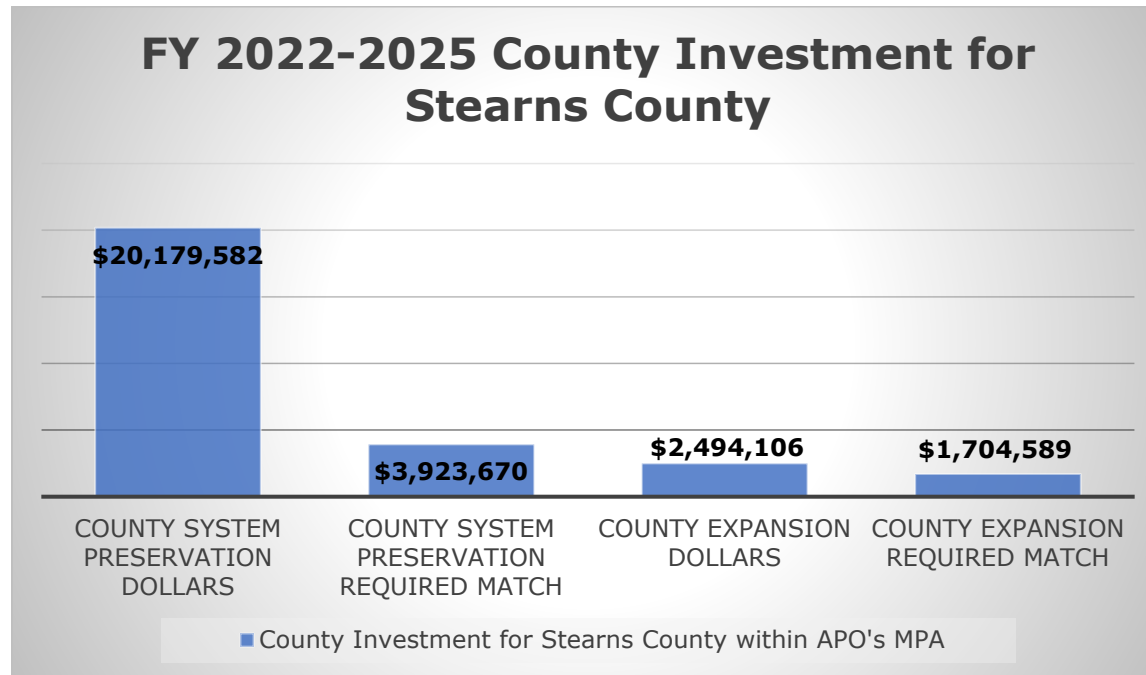 FY 2022-2025 County Investment for
Stearns County
$20,179,582
$3,923,670
$2,494,106
$1,704,589
COUNTY SYSTEM
PRESERVATION
DOLLARS
COUNTY SYSTEM
PRESERVATION
REQUIRED MATCH
COUNTY EXPANSION
DOLLARS
COUNTY EXPANSION
REQUIRED MATCH
County Investment for Stearns County within APO's MPA